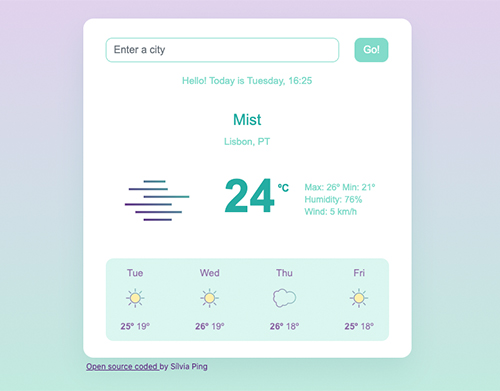 Enter a city
Go!
Hello! Today is Tuesday, 16:25
Mist
Lisbon, PT
24 °C
Max: 26° Min: 21°
Humidity: 76%
Wind: 5 km/h
Tue Wed Thu Fri
25° 19° 26° 19° 26° 18° 25° 18°
Open source coded by Sílvia Ping